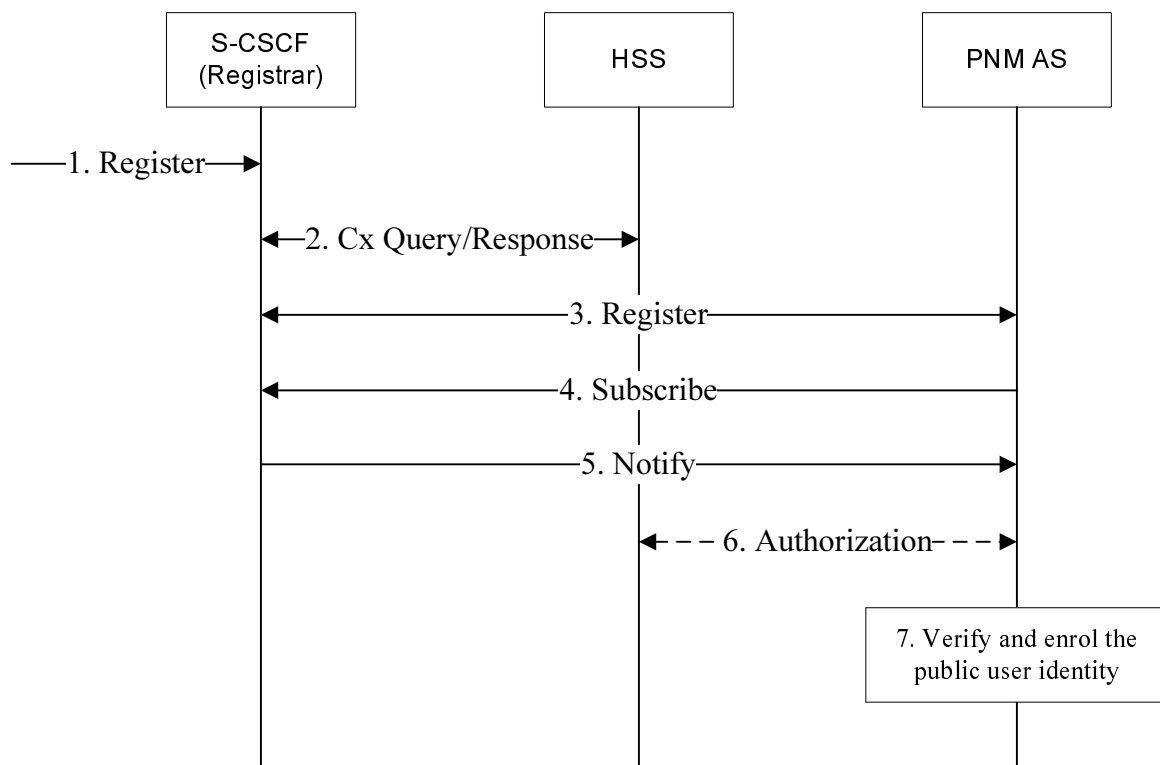 S-CSCF
(Registrar)
HSS
PNM AS
1. Register
2. Cx Query/Response
3. Register
4. Subscribe
5. Notify
6. Authorization
7. Verify and enrol the
public user identity